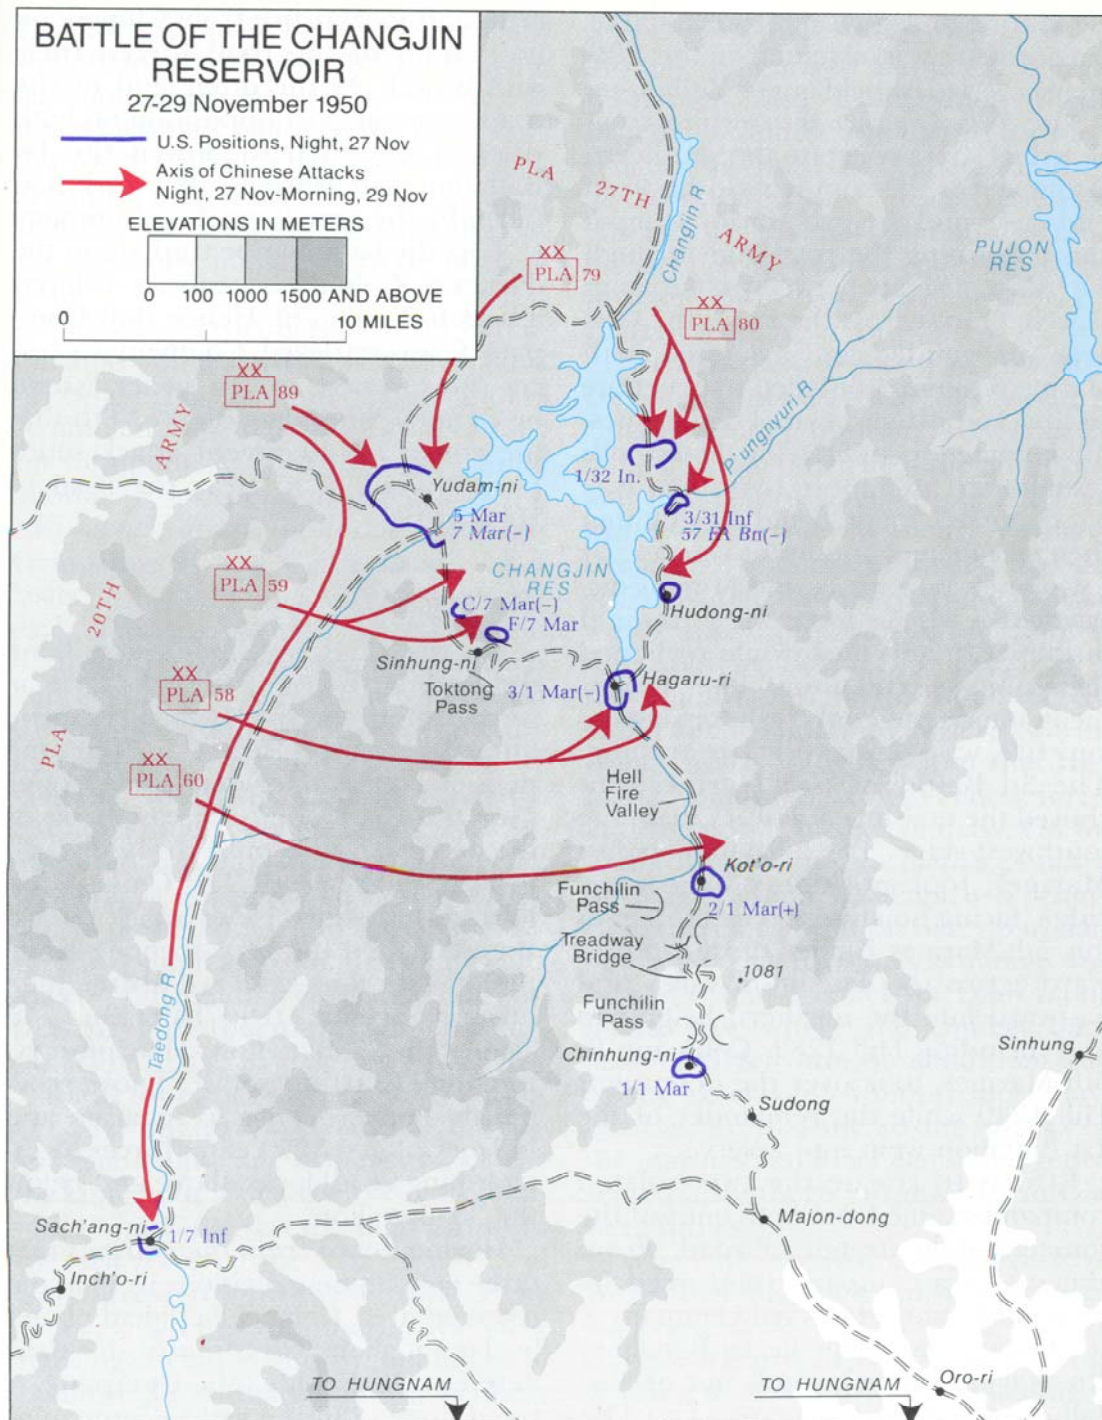 BATTLE OF THE CHANGJIN
RESERVOIR
27-29 November 1950
U.S. Positions, Night, 27 Nov
Axis of Chinese Attacks
Night, 27 Nov-Morning, 29 Nov
ELEVATIONS IN METERS
0 100 1000 1500 AND ABOVE
0 10 MILES
PLA 27TH ARMY
Changjin R
PUJON
RES
XX
PLA 79
XX
PLA 80
XX
PLA 89
P'ungnyuri R
1/32 In.
Yudam-ni
5 Mar
7 Mar(-)
3/31 Inf
57 FA Bn(-)
XX
PLA 59
CHANGJIN
RES
C/7 Mar(-)
F/7 Mar
Hudong-ni
PLA 20TH ARMY
Sinhung-ni
Toktong
Pass
3/1 Mar(-)
Hagaru-ri
XX
PLA 58
XX
PLA 60
Hell
Fire
Valley
Kot'o-ri
Funchilin
Pass
2/1 Mar(+)
Treadway
Bridge
1081
Taedong R
Funchilin
Pass
Chinhung-ni
Sinhung
1/1 Mar
Sudong
Majon-dong
Sach'ang-ni
1/7 Inf
Inch'o-ri
TO HUNGNAM
TO HUNGNAM
Oro-ri